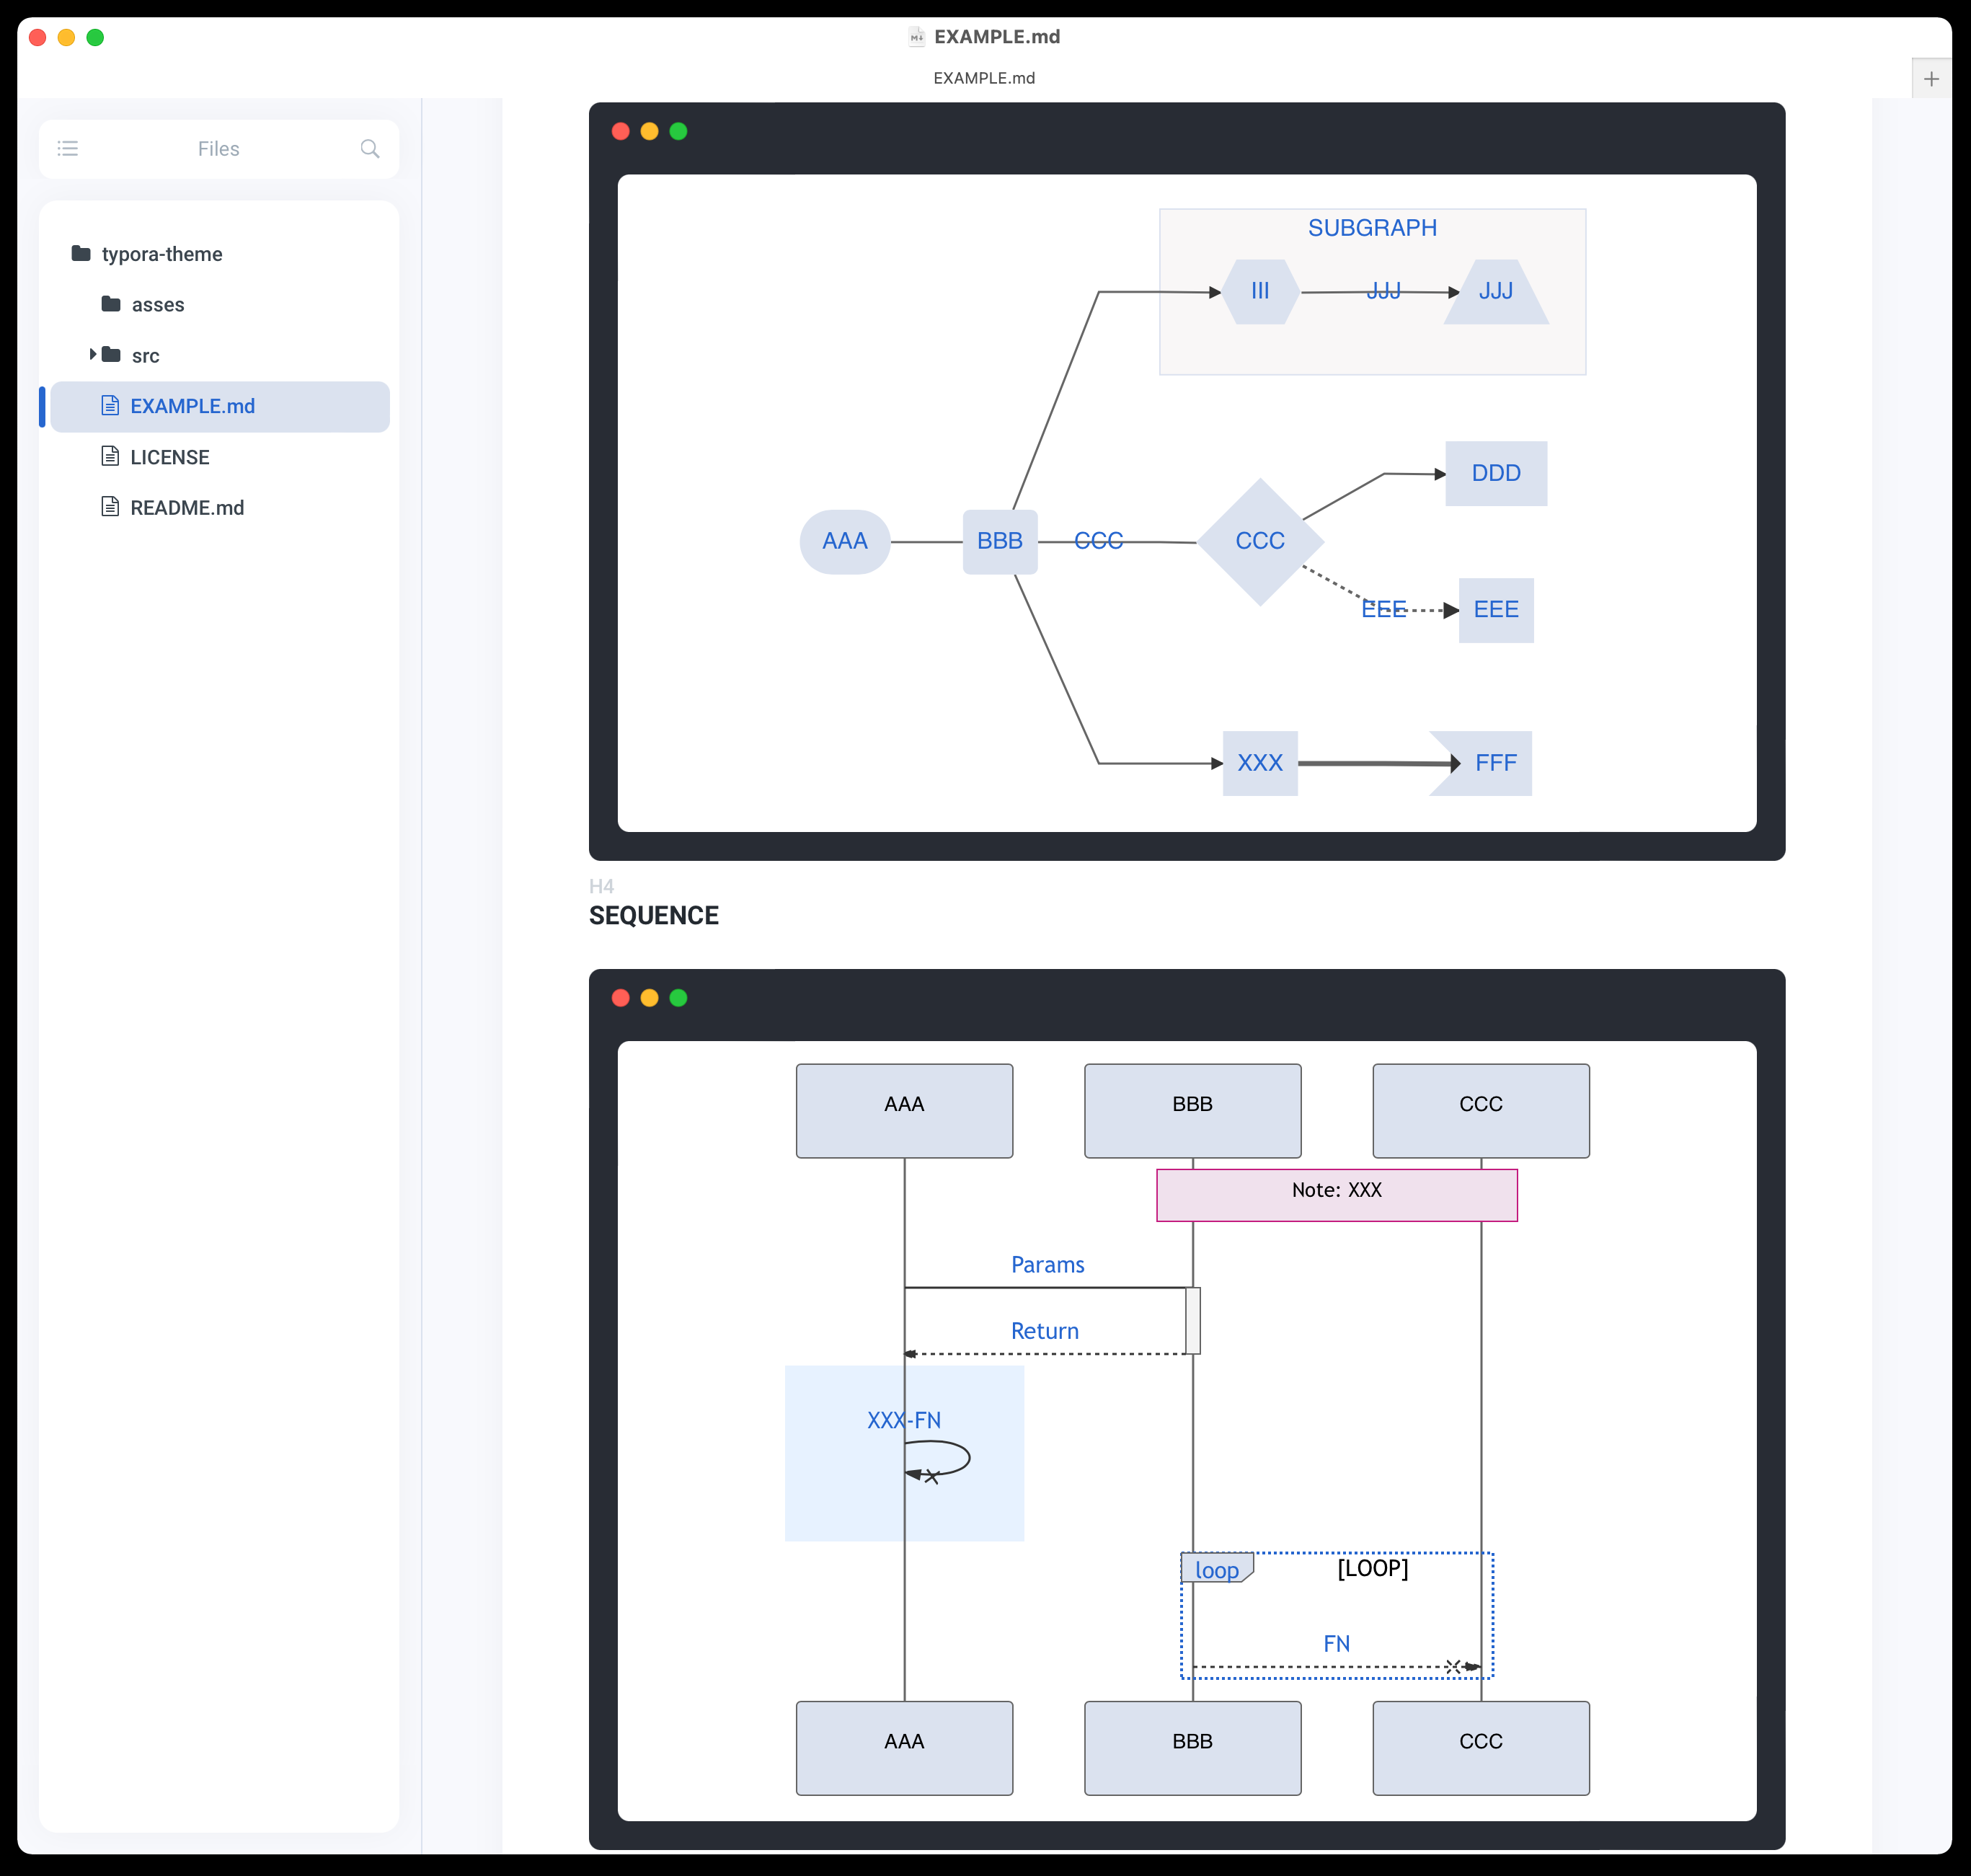 EXAMPLE.md
EXAMPLE.md
+
Files
typora-theme
asses
src
EXAMPLE.md
LICENSE
README.md
SUBGRAPH
III
JJJ
JJJ
DDD
AAA
BBB
CCC
CCC
EEE
EEE
XXX
FFF
H4
SEQUENCE
AAA
BBB
CCC
Note: XXX
Params
Return
XXX-FN
loop
[LOOP]
FN
AAA
BBB
CCC